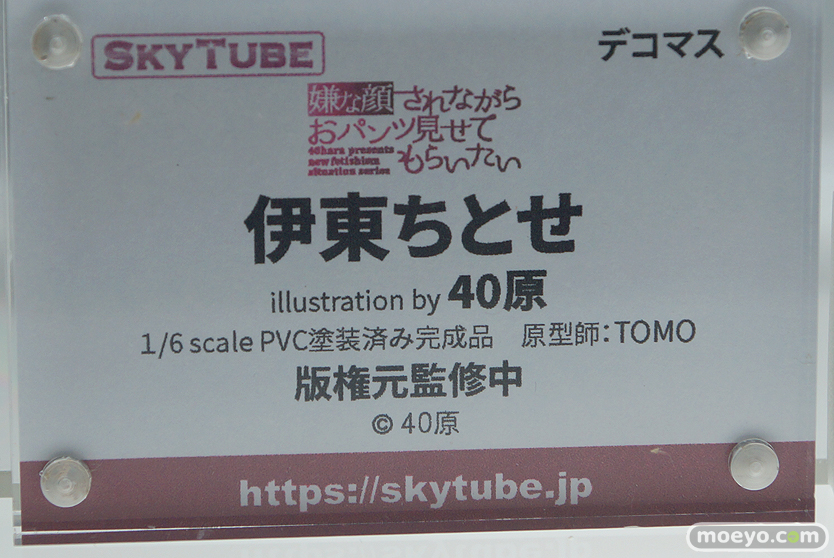 SKYTUBE
デコマス
嫌な顔されながら
おパンツ見せて
もらいたい
40hara presents
new fetishism
situation series
伊東ちとせ
illustration by 40原
1/6 scale PVC塗装済み完成品 原型師：TOMO
版権元監修中
© 40原
https://skytube.jp
moeyo.com